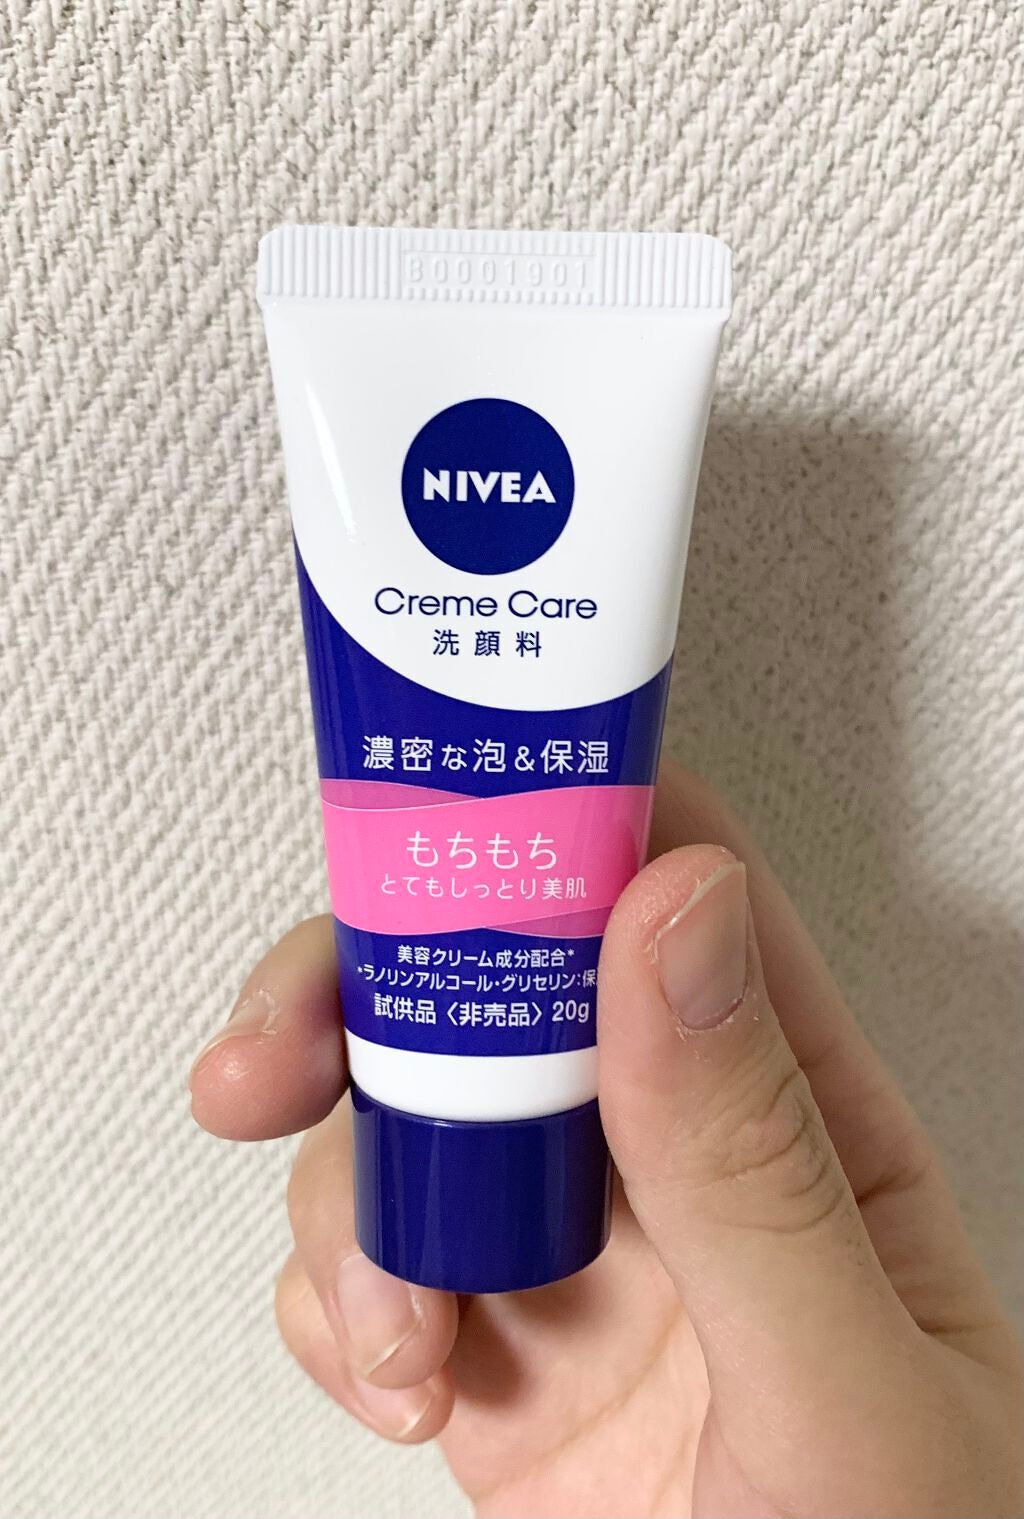 B0001901
NIVEA
Creme Care
洗顔料
濃密な泡&保湿
もちもち
とてもしっとり美肌
美容クリーム成分配合*
*ラノリンアルコール・グリセリン:保
試供品〈非売品〉20g